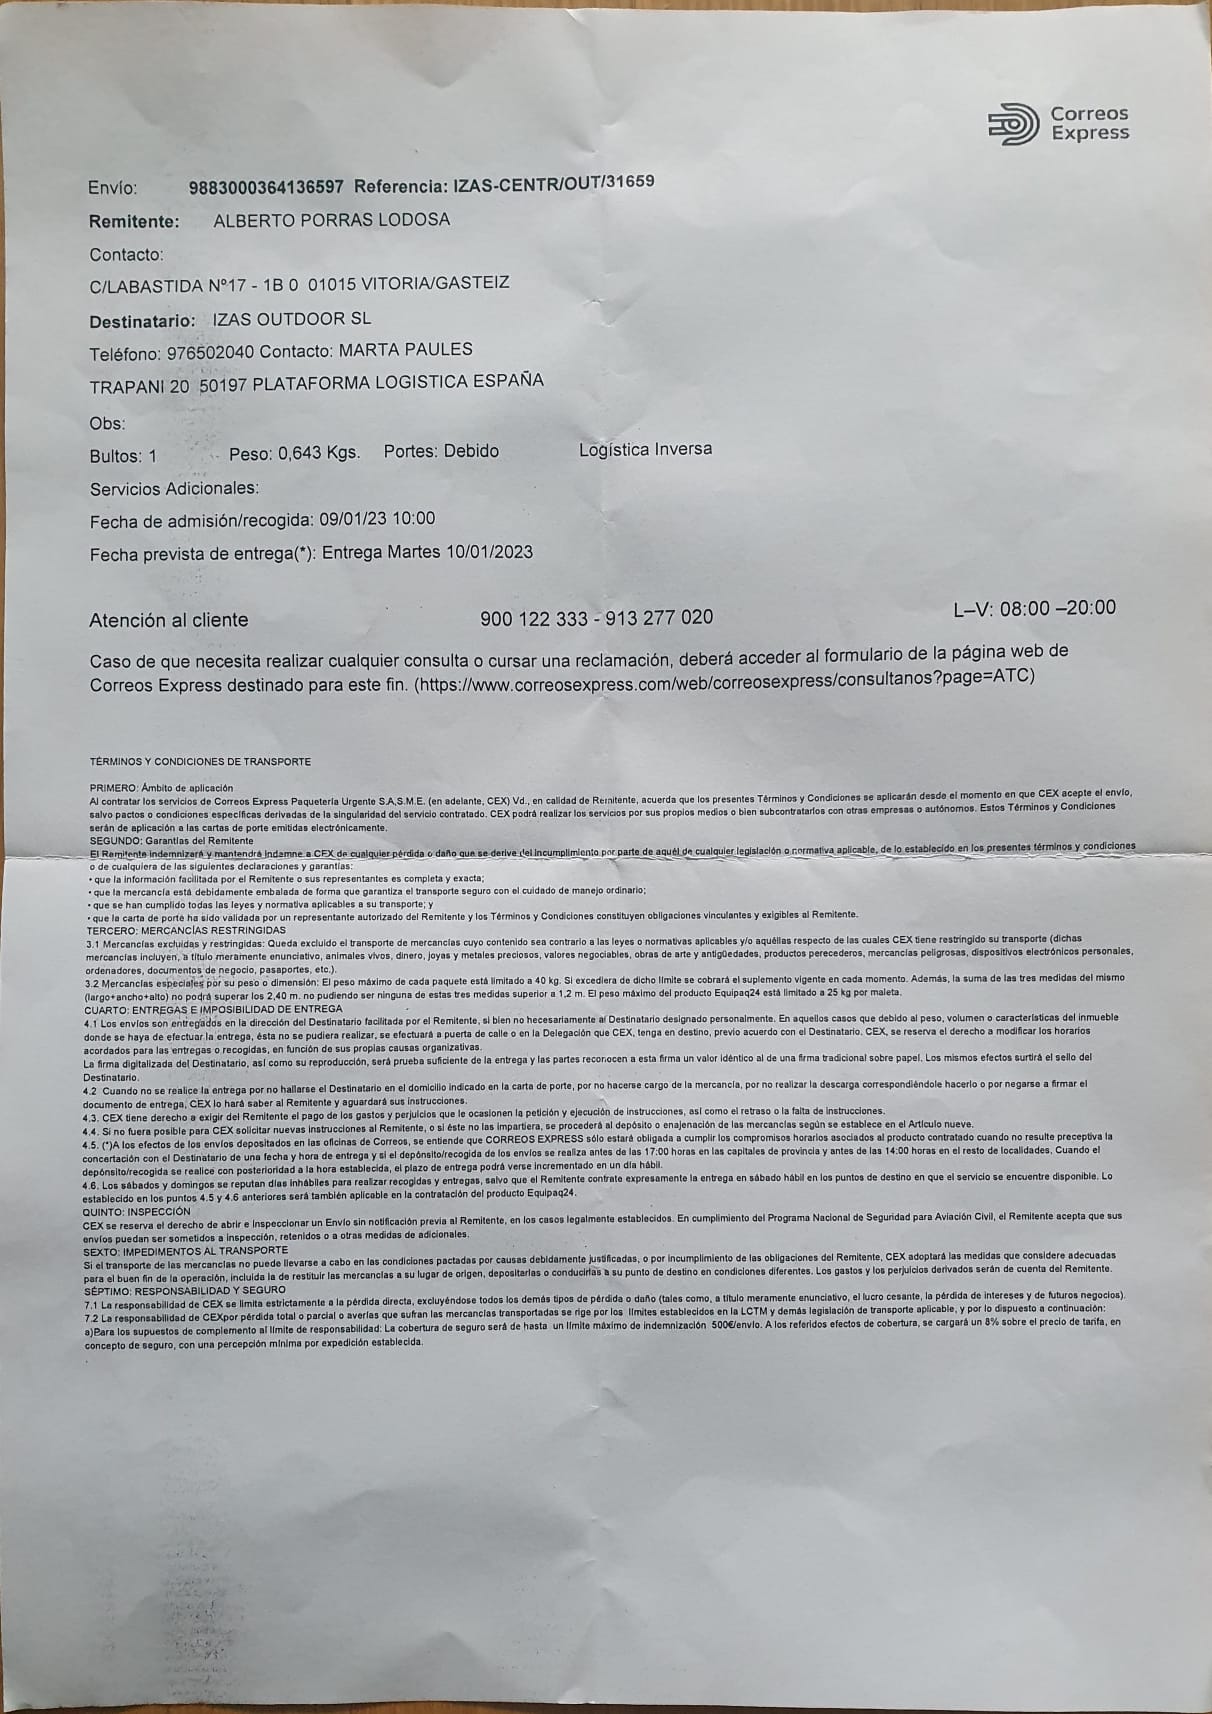 Correos
Express
Envío: 9883000364136597 Referencia: IZAS-CENTR/OUT/31659
Remitente: ALBERTO PORRAS LODOSA
Contacto:
C/LABASTIDA Nº17 - 1B 0 01015 VITORIA/GASTEIZ
Destinatario: IZAS OUTDOOR SL
Teléfono: 976502040 Contacto: MARTA PAULES
TRAPANI 20 50197 PLATAFORMA LOGISTICA ESPAÑA
Obs:
Bultos: 1 Peso: 0,643 Kgs. Portes: Debido Logística Inversa
Servicios Adicionales:
Fecha de admisión/recogida: 09/01/23 10:00
Fecha prevista de entrega(*): Entrega Martes 10/01/2023
Atención al cliente 900 122 333 - 913 277 020 L–V: 08:00 –20:00
Caso de que necesita realizar cualquier consulta o cursar una reclamación, deberá acceder al formulario de la página web de
Correos Express destinado para este fin. (https://www.correosexpress.com/web/correosexpress/consultanos?page=ATC)
TÉRMINOS Y CONDICIONES DE TRANSPORTE
PRIMERO: Ámbito de aplicación
Al contratar los servicios de Correos Express Paquetería Urgente S.A,S.M.E. (en adelante, CEX) Vd., en calidad de Remitente, acuerda que los presentes Términos y Condiciones se aplicarán desde el momento en que CEX acepte el envío,
salvo pactos o condiciones específicas derivadas de la singularidad del servicio contratado. CEX podrá realizar los servicios por sus propios medios o bien subcontratarlos con otras empresas o autónomos. Estos Términos y Condiciones
serán de aplicación a las cartas de porte emitidas electrónicamente.
SEGUNDO: Garantías del Remitente
El Remitente indemnizará y mantendrá indemne a CEX de cualquier pérdida o daño que se derive del incumplimiento por parte de aquél de cualquier legislación o normativa aplicable, de lo establecido en los presentes términos y condiciones
o de cualquiera de las siguientes declaraciones y garantías:
• que la información facilitada por el Remitente o sus representantes es completa y exacta;
• que la mercancía está debidamente embalada de forma que garantiza el transporte seguro con el cuidado de manejo ordinario;
• que se han cumplido todas las leyes y normativa aplicables a su transporte; y
• que la carta de porte ha sido validada por un representante autorizado del Remitente y los Términos y Condiciones constituyen obligaciones vinculantes y exigibles al Remitente.
TERCERO: MERCANCÍAS RESTRINGIDAS
3.1 Mercancías excluidas y restringidas: Queda excluido el transporte de mercancías cuyo contenido sea contrario a las leyes o normativas aplicables y/o aquéllas respecto de las cuales CEX tiene restringido su transporte (dichas
mercancías incluyen, a título meramente enunciativo, animales vivos, dinero, joyas y metales preciosos, valores negociables, obras de arte y antigüedades, productos perecederos, mercancías peligrosas, dispositivos electrónicos personales,
ordenadores, documentos de negocio, pasaportes, etc.).
3.2 Mercancías especiales por su peso o dimensión: El peso máximo de cada paquete está limitado a 40 kg. Si excediera de dicho límite se cobrará el suplemento vigente en cada momento. Además, la suma de las tres medidas del mismo
(largo+ancho+alto) no podrá superar los 2,40 m. no pudiendo ser ninguna de estas tres medidas superior a 1,2 m. El peso máximo del producto Equipaq24 está limitado a 25 kg por maleta.
CUARTO: ENTREGAS E IMPOSIBILIDAD DE ENTREGA
4.1 Los envíos son entregados en la dirección del Destinatario facilitada por el Remitente, si bien no necesariamente al Destinatario designado personalmente. En aquellos casos que debido al peso, volumen o características del inmueble
donde se haya de efectuar la entrega, ésta no se pudiera realizar, se efectuará a puerta de calle o en la Delegación que CEX, tenga en destino, previo acuerdo con el Destinatario. CEX, se reserva el derecho a modificar los horarios
acordados para las entregas o recogidas, en función de sus propias causas organizativas.
La firma digitalizada del Destinatario, así como su reproducción, será prueba suficiente de la entrega y las partes reconocen a esta firma un valor idéntico al de una firma tradicional sobre papel. Los mismos efectos surtirá el sello del
Destinatario.
4.2 Cuando no se realice la entrega por no hallarse el Destinatario en el domicilio indicado en la carta de porte, por no hacerse cargo de la mercancía, por no realizar la descarga correspondiéndole hacerlo o por negarse a firmar el
documento de entrega, CEX lo hará saber al Remitente y aguardará sus instrucciones.
4.3. CEX tiene derecho a exigir del Remitente el pago de los gastos y perjuicios que le ocasionen la petición y ejecución de instrucciones, así como el retraso o la falta de instrucciones.
4.4. Si no fuera posible para CEX solicitar nuevas instrucciones al Remitente, o si éste no las impartiera, se procederá al depósito o enajenación de las mercancías según se establece en el Artículo nueve.
4.5. (*)A los efectos de los envíos depositados en las oficinas de Correos, se entiende que CORREOS EXPRESS sólo estará obligada a cumplir los compromisos horarios asociados al producto contratado cuando no resulte preceptiva la
concertación con el Destinatario de una fecha y hora de entrega y si el depósito/recogida de los envíos se realiza antes de las 17:00 horas en las capitales de provincia y antes de las 14:00 horas en el resto de localidades. Cuando el
depósito/recogida se realice con posterioridad a la hora establecida, el plazo de entrega podrá verse incrementado en un día hábil.
4.6. Los sábados y domingos se reputan días inhábiles para realizar recogidas y entregas, salvo que el Remitente contrate expresamente la entrega en sábado hábil en los puntos de destino en que el servicio se encuentre disponible. Lo
establecido en los puntos 4.5 y 4.6 anteriores será también aplicable en la contratación del producto Equipaq24.
QUINTO: INSPECCIÓN
CEX se reserva el derecho de abrir e inspeccionar un Envío sin notificación previa al Remitente, en los casos legalmente establecidos. En cumplimiento del Programa Nacional de Seguridad para Aviación Civil, el Remitente acepta que sus
envíos puedan ser sometidos a inspección, retenidos o a otras medidas de adicionales.
SEXTO: IMPEDIMENTOS AL TRANSPORTE
Si el transporte de las mercancías no puede llevarse a cabo en las condiciones pactadas por causas debidamente justificadas, o por incumplimiento de las obligaciones del Remitente, CEX adoptará las medidas que considere adecuadas
para el buen fin de la operación, incluida la de restituir las mercancías a su lugar de origen, depositarlas o conducirlas a su punto de destino en condiciones diferentes. Los gastos y los perjuicios derivados serán de cuenta del Remitente.
SÉPTIMO: RESPONSABILIDAD Y SEGURO
7.1 La responsabilidad de CEX se limita estrictamente a la pérdida directa, excluyéndose todos los demás tipos de pérdida o daño (tales como, a título meramente enunciativo, el lucro cesante, la pérdida de intereses y de futuros negocios).
7.2 La responsabilidad de CEXpor pérdida total o parcial o averías que sufran las mercancías transportadas se rige por los límites establecidos en la LCTM y demás legislación de transporte aplicable, y por lo dispuesto a continuación:
a)Para los supuestos de complemento al límite de responsabilidad: La cobertura de seguro será de hasta un límite máximo de indemnización 500€/envío. A los referidos efectos de cobertura, se cargará un 8% sobre el precio de tarifa, en
concepto de seguro, con una percepción mínima por expedición establecida.